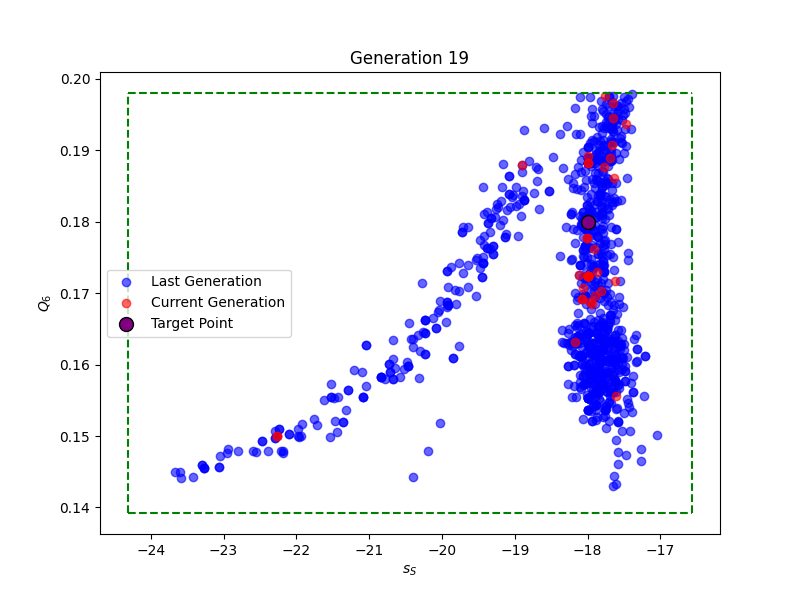 Generation 19
0.20
0.19
0.18
0.17
0.16
0.15
0.14
Q₆
Last Generation
Current Generation
Target Point
−24 −23 −22 −21 −20 −19 −18 −17
s_S